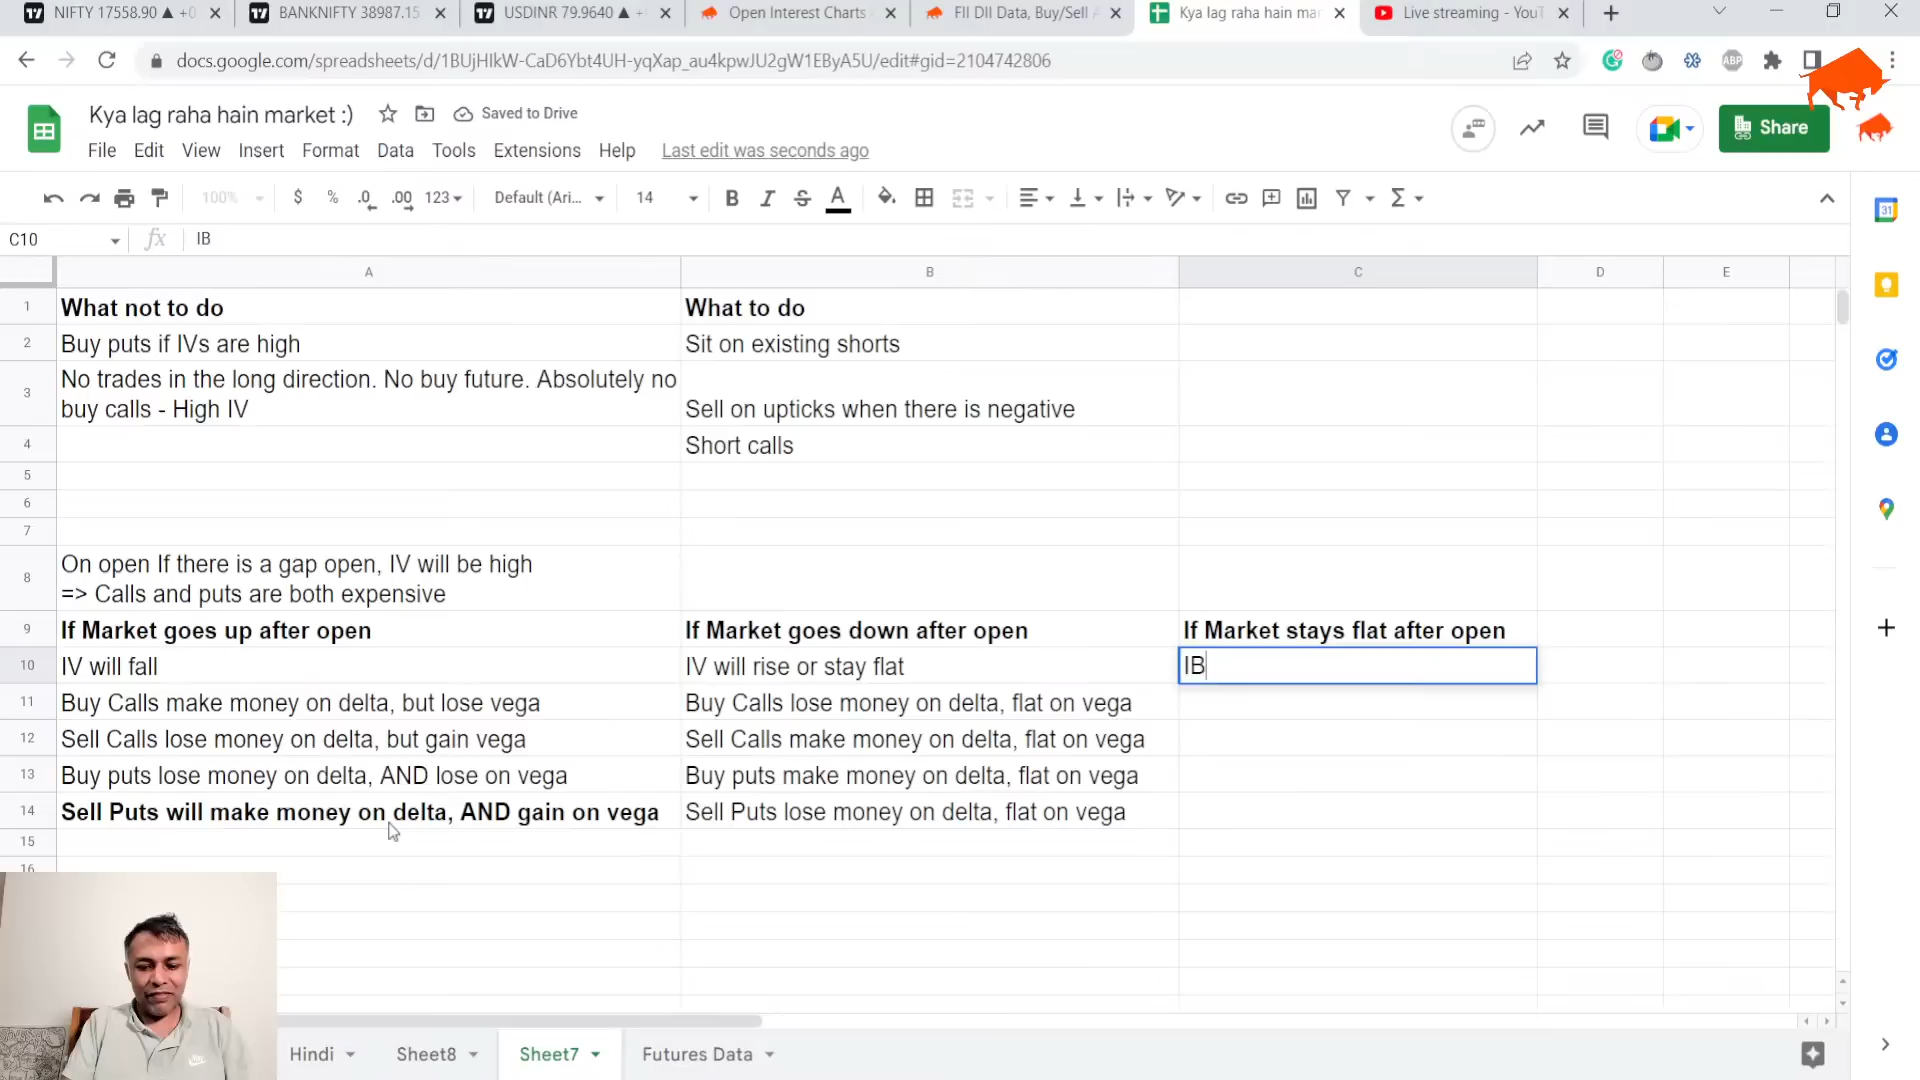 NIFTY 17558.90 ▲ +0
BANKNIFTY 38987.15
USDINR 79.9640 ▲ +
Open Interest Charts
FII DII Data, Buy/Sell A
Kya lag raha hain mar
Live streaming - YouT
docs.google.com/spreadsheets/d/1BUjHIkW-CaD6Ybt4UH-yqXap_au4kpwJU2gW1EByA5U/edit#gid=2104742806
ABP
Kya lag raha hain market :)
Saved to Drive
Share
File Edit View Insert Format Data Tools Extensions Help Last edit was seconds ago
100% $ % .0 .00 123 Default (Ari... 14 B I S A Σ
31
C10 fx IB
A B C D E
1 What not to do What to do
2 Buy puts if IVs are high Sit on existing shorts
No trades in the long direction. No buy future. Absolutely no
3 buy calls - High IV Sell on upticks when there is negative
4 Short calls
5
6
7
On open If there is a gap open, IV will be high
8 => Calls and puts are both expensive
9 If Market goes up after open If Market goes down after open If Market stays flat after open
10 IV will fall IV will rise or stay flat IB
11 Buy Calls make money on delta, but lose vega Buy Calls lose money on delta, flat on vega
12 Sell Calls lose money on delta, but gain vega Sell Calls make money on delta, flat on vega
13 Buy puts lose money on delta, AND lose on vega Buy puts make money on delta, flat on vega
14 Sell Puts will make money on delta, AND gain on vega Sell Puts lose money on delta, flat on vega
15
16
Hindi Sheet8 Sheet7 Futures Data